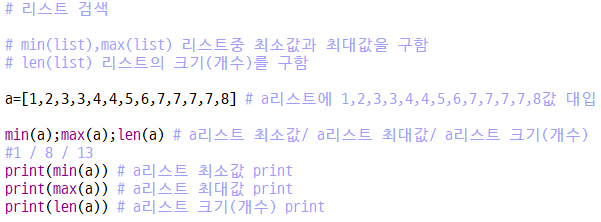 # 리스트 검색
# min(list),max(list) 리스트중 최소값과 최대값을 구함
# len(list) 리스트의 크기(개수)를 구함
a=[1,2,3,3,4,4,5,6,7,7,7,7,8] # a리스트에 1,2,3,3,4,4,5,6,7,7,7,7,8값 대입
min(a);max(a);len(a) # a리스트 최소값/ a리스트 최대값/ a리스트 크기(개수)
#1 / 8 / 13
print(min(a)) # a리스트 최소값 print
print(max(a)) # a리스트 최대값 print
print(len(a)) # a리스트 크기(개수) print